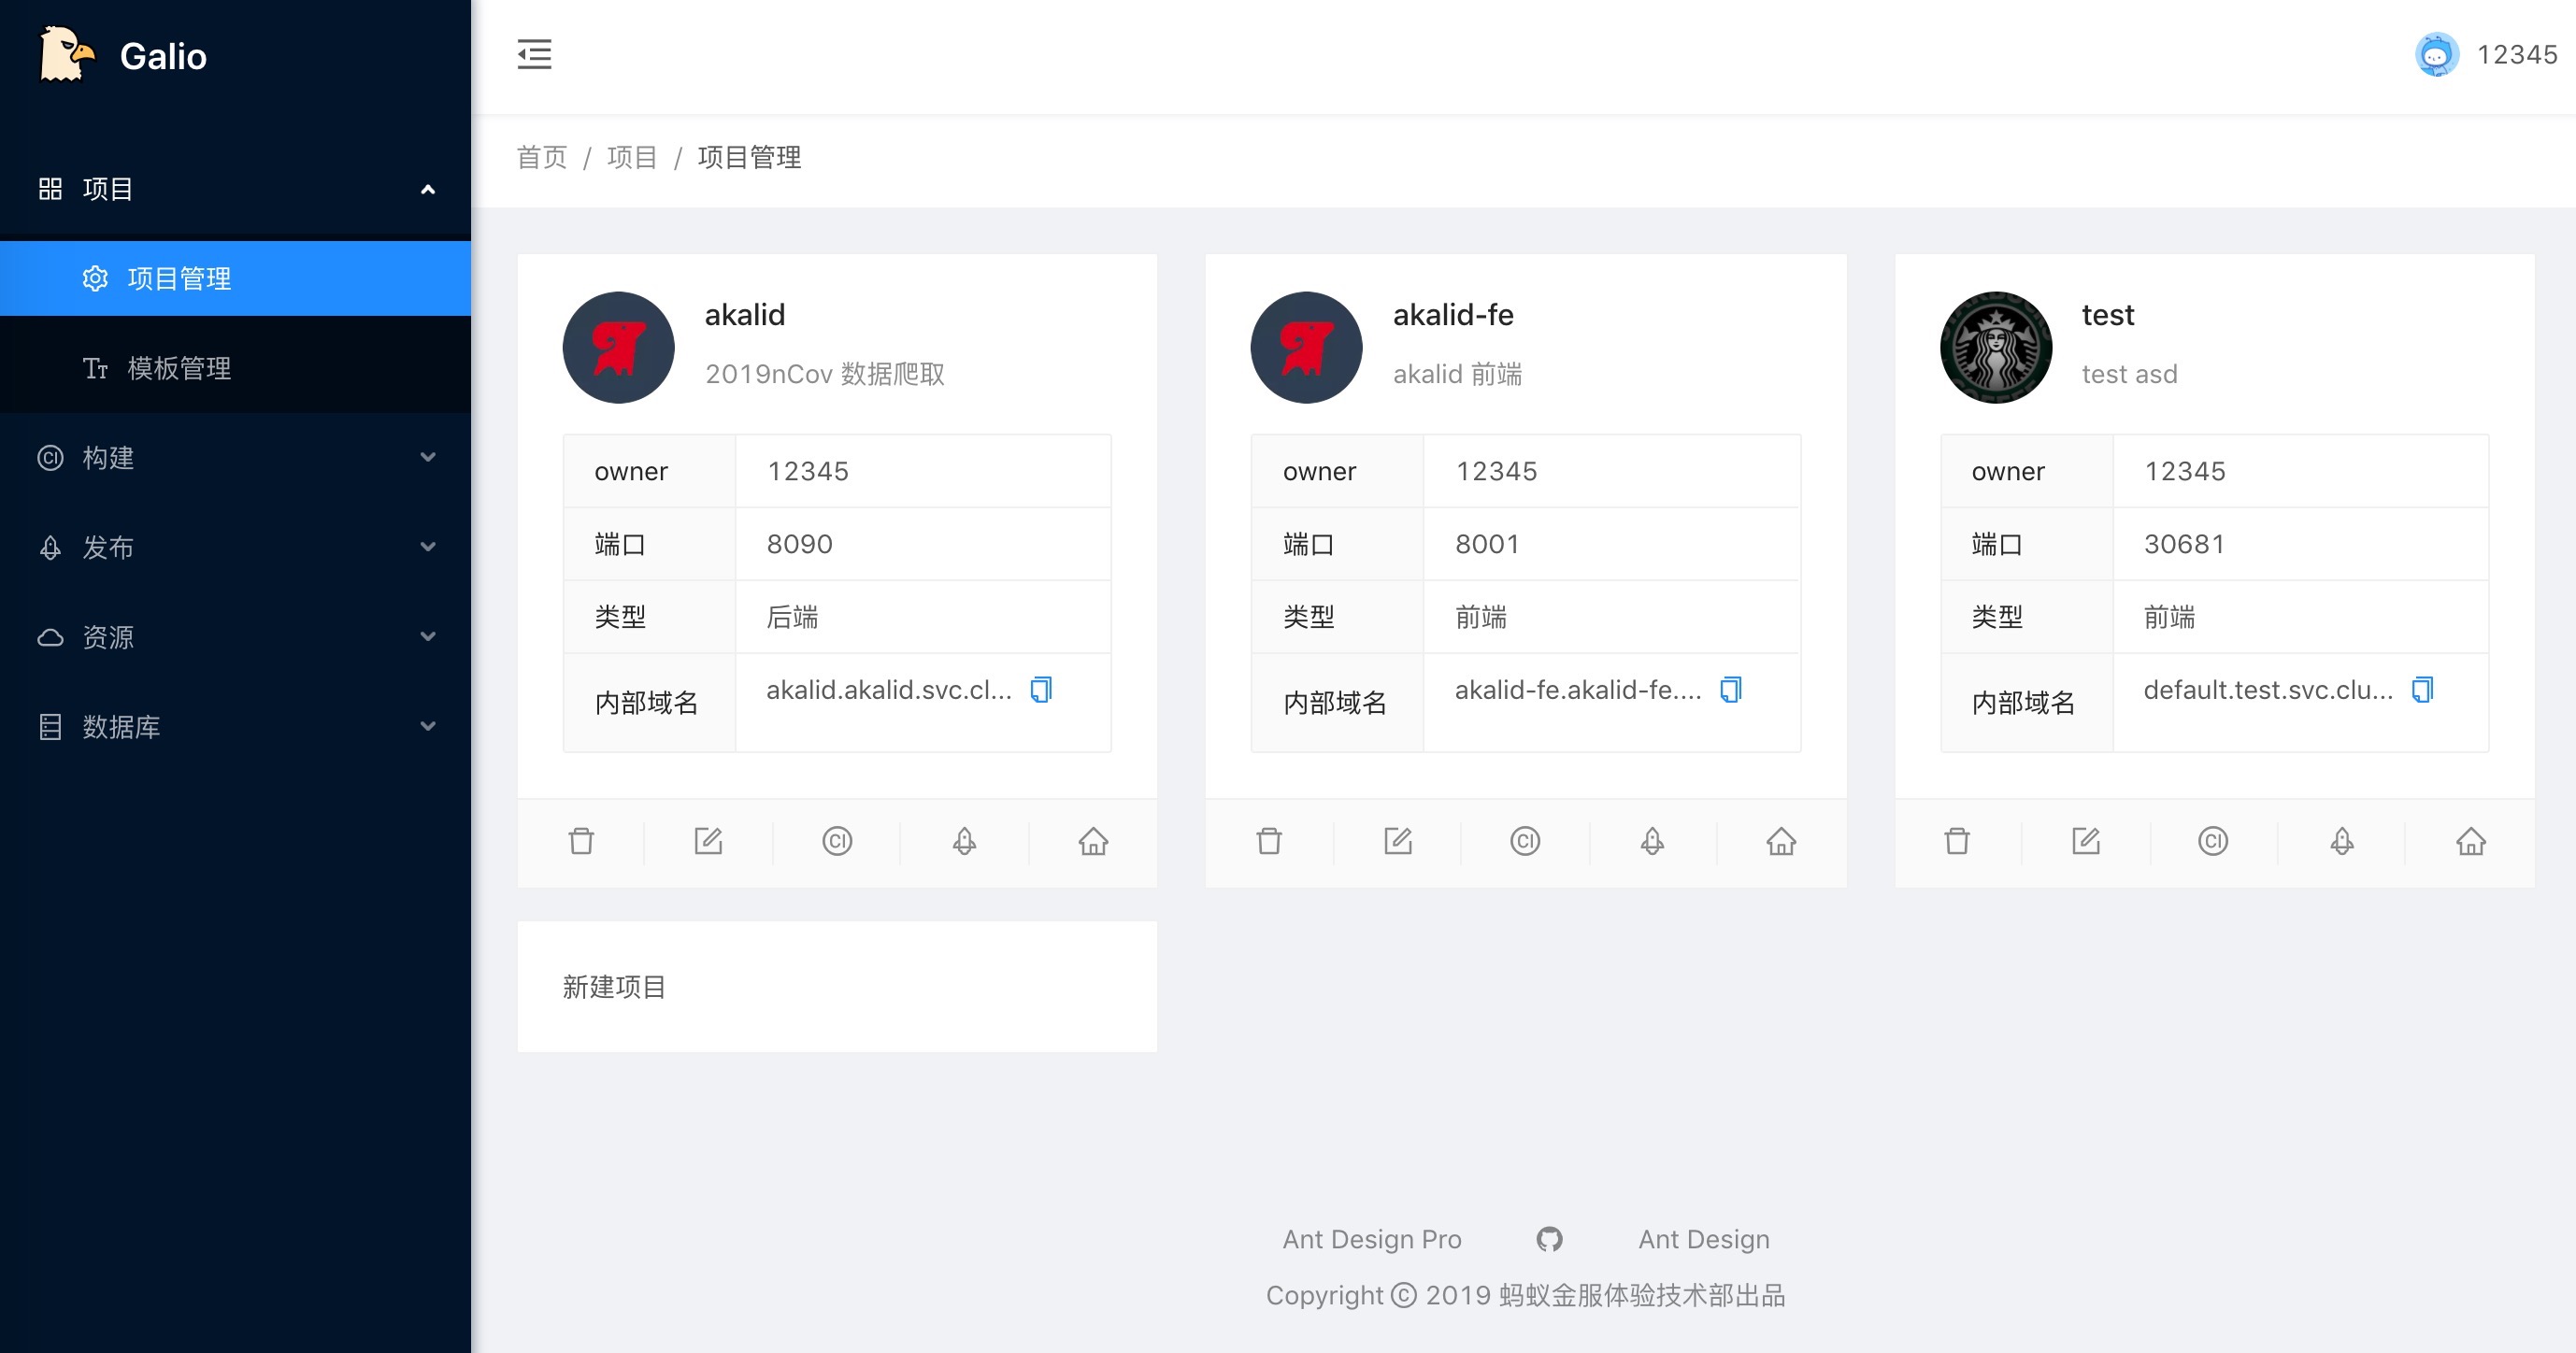 Galio
12345
项目
项目管理
模板管理
构建
发布
资源
数据库
首页 / 项目 / 项目管理
akalid
2019nCov 数据爬取
owner 12345
端口 8090
类型 后端
内部域名 akalid.akalid.svc.cl...
akalid-fe
akalid 前端
owner 12345
端口 8001
类型 前端
内部域名 akalid-fe.akalid-fe....
test
test asd
owner 12345
端口 30681
类型 前端
内部域名 default.test.svc.clu...
新建项目
Ant Design Pro Ant Design
Copyright © 2019 蚂蚁金服体验技术部出品